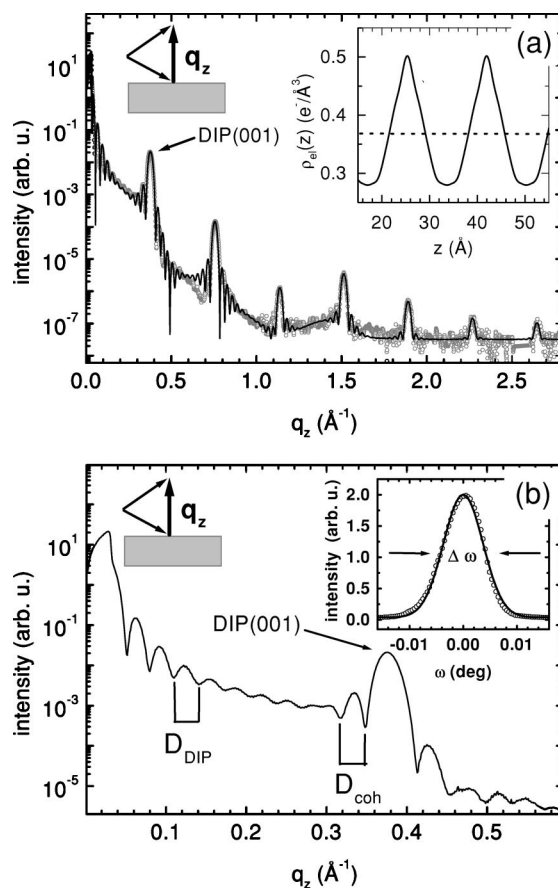 (a)
q_z
DIP(001)
intensity (arb. u.)
10^1
10^-1
10^-3
10^-5
10^-7
0.0 0.5 1.0 1.5 2.0 2.5
q_z (Å^-1)
ρ_el(z) (e^-/Å^3)
0.5
0.4
0.3
20 30 40 50
z (Å)
(b)
q_z
DIP(001)
intensity (arb. u.)
10^1
10^-1
10^-3
10^-5
D_DIP
D_coh
0.1 0.2 0.3 0.4 0.5
q_z (Å^-1)
intensity (arb. u.)
2.0
1.5
1.0
0.5
0.0
Δ ω
-0.01 0.00 0.01
ω (deg)